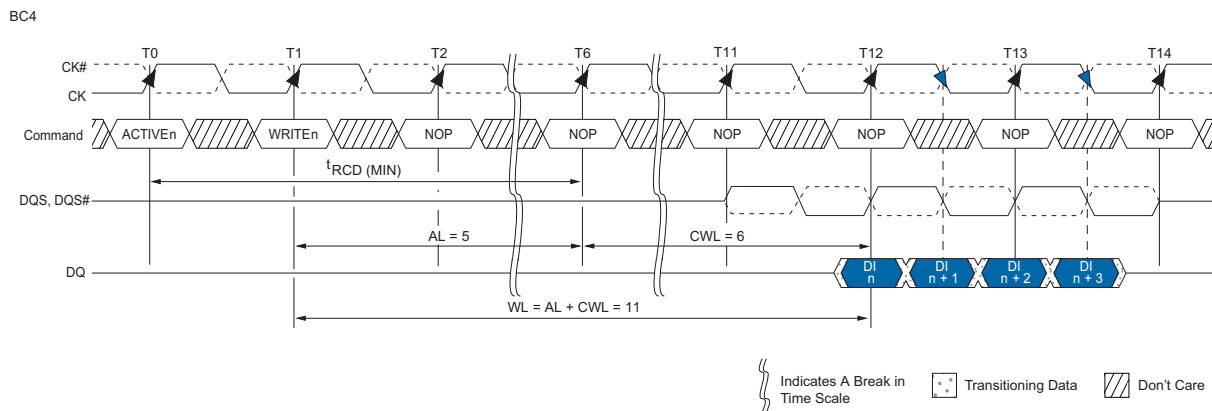 BC4
T0 T1 T2 T6 T11 T12 T13 T14
CK#
CK
Command ACTIVEn WRITEn NOP NOP NOP NOP NOP NOP
tRCD (MIN)
DQS, DQS#
AL = 5 CWL = 6
DQ DI n DI n + 1 DI n + 2 DI n + 3
WL = AL + CWL = 11
Indicates A Break in
Time Scale
Transitioning Data
Don't Care